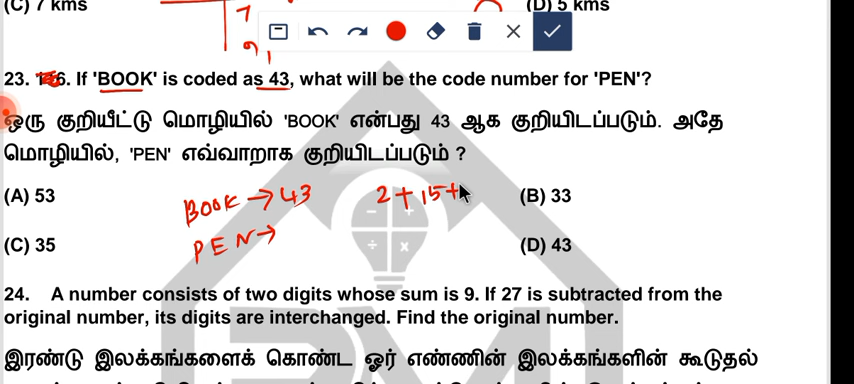 (C) 7 kms (D) 5 kms
7
9 1
23. 6. If 'BOOK' is coded as 43, what will be the code number for 'PEN'?
ஒரு குறியீட்டு மொழியில் 'BOOK' என்பது 43 ஆக குறியிடப்படும். அதே
மொழியில், 'PEN' எவ்வாறாக குறியிடப்படும் ?
(A) 53 BOOK → 43 2 + 15 + (B) 33
(C) 35 PEN → (D) 43
24. A number consists of two digits whose sum is 9. If 27 is subtracted from the
original number, its digits are interchanged. Find the original number.
இரண்டு இலக்கங்களைக் கொண்ட ஓர் எண்ணின் இலக்கங்களின் கூடுதல்